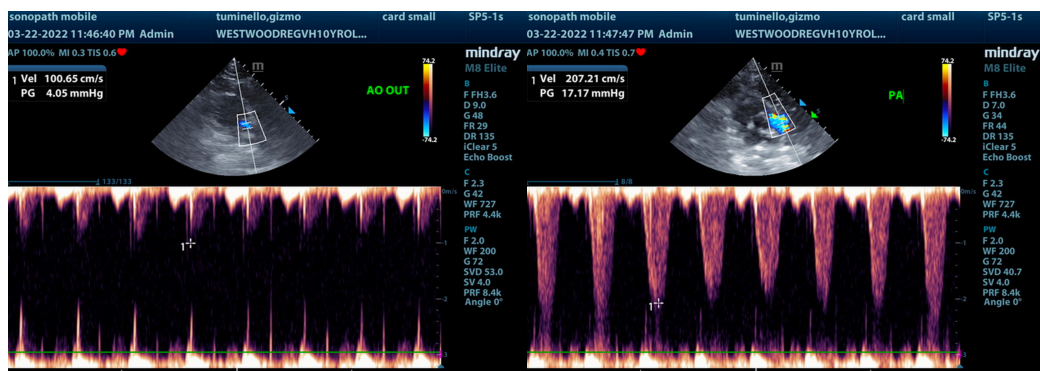 sonopath mobile tuminello,gizmo card small SP5-1s
03-22-2022 11:46:40 PM Admin WESTWOODREGVH10YROL...
AP 100.0% MI 0.3 TIS 0.6
mindray
M8 Elite
1 Vel 100.65 cm/s
PG 4.05 mmHg
m
74.2
-74.2
AO OUT
B
F FH3.6
D 9.0
G 48
FR 29
DR 135
iClear 5
Echo Boost
133/133
C
F 2.3
G 42
WF 727
PRF 4.4k
PW
F 2.0
WF 200
G 72
SVD 53.0
SV 4.0
PRF 8.4k
Angle 0°
0m/s
-1
-2
-3
1
sonopath mobile tuminello,gizmo card small SP5-1s
03-22-2022 11:47:47 PM Admin WESTWOODREGVH10YROL...
AP 100.0% MI 0.4 TIS 0.7
mindray
M8 Elite
1 Vel 207.21 cm/s
PG 17.17 mmHg
m
74.2
-74.2
PA
B
F FH3.6
D 7.0
G 34
FR 44
DR 135
iClear 5
Echo Boost
8/8
C
F 2.3
G 42
WF 727
PRF 4.4k
PW
F 2.0
WF 200
G 72
SVD 40.7
SV 4.0
PRF 8.4k
Angle 0°
0m/s
-1
-2
-3
1